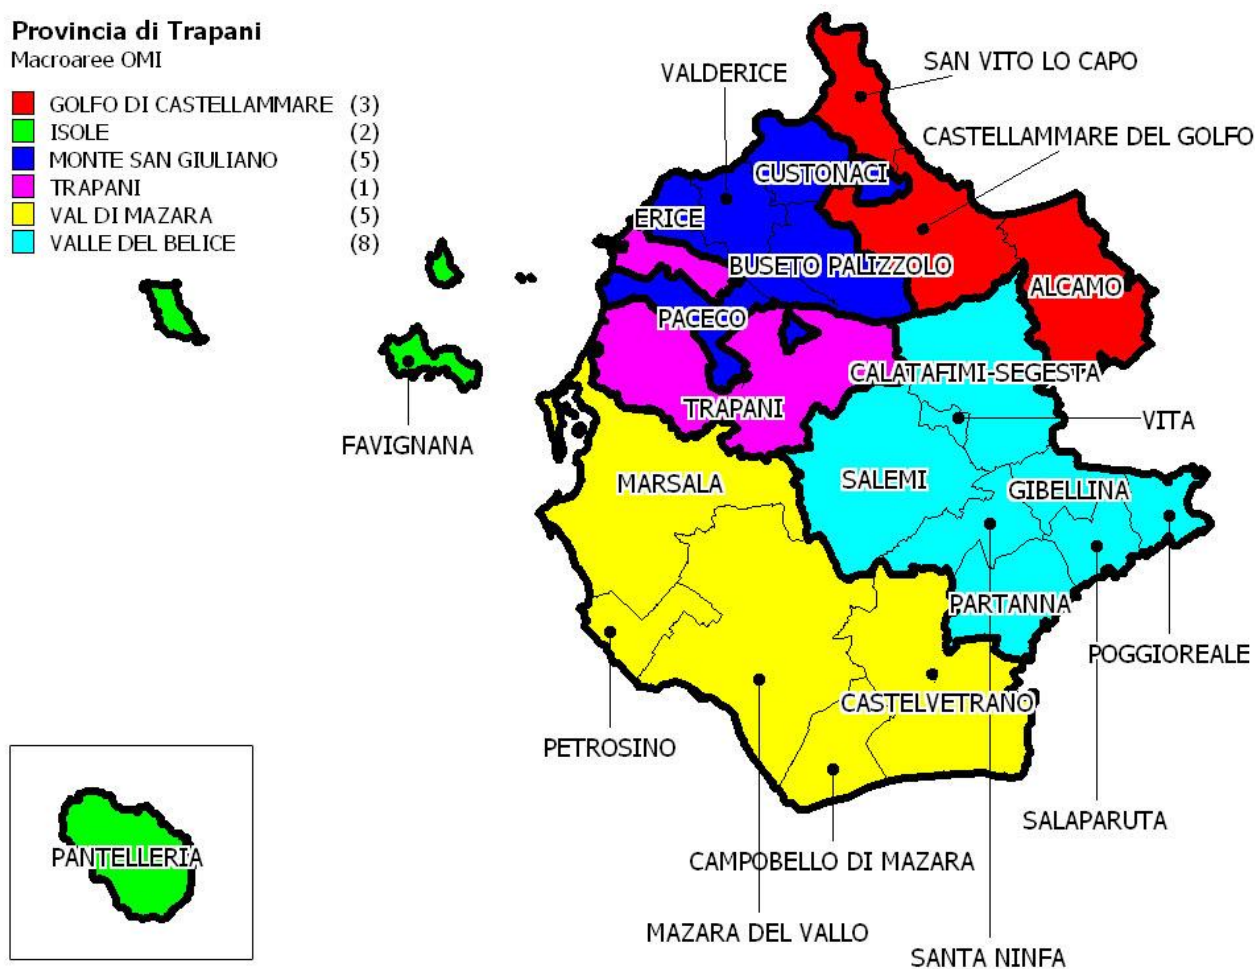 Provincia di Trapani
Macroaree OMI
GOLFO DI CASTELLAMMARE (3)
ISOLE (2)
MONTE SAN GIULIANO (5)
TRAPANI (1)
VAL DI MAZARA (5)
VALLE DEL BELICE (8)
SAN VITO LO CAPO
VALDERICE
CASTELLAMMARE DEL GOLFO
CUSTONACI
ERICE
BUSETO PALIZZOLO
ALCAMO
PACECO
CALATAFIMI-SEGESTA
TRAPANI
VITA
FAVIGNANA
SALEMI
MARSALA
GIBELLINA
PARTANNA
POGGIOREALE
CASTELVETRANO
PETROSINO
SALAPARUTA
PANTELLERIA
CAMPOBELLO DI MAZARA
MAZARA DEL VALLO
SANTA NINFA